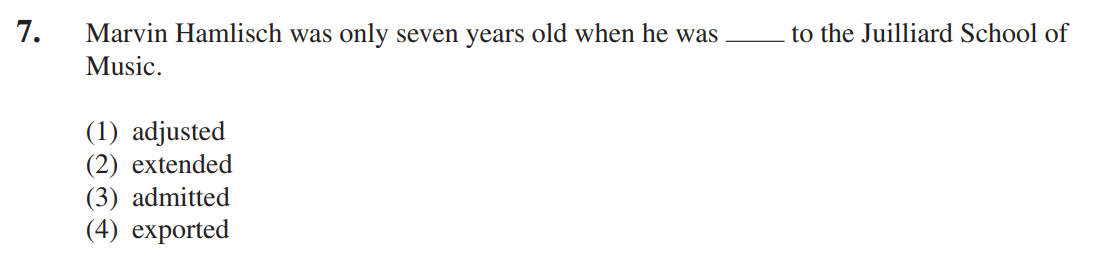 7. Marvin Hamlisch was only seven years old when he was ____ to the Juilliard School of
Music.
(1) adjusted
(2) extended
(3) admitted
(4) exported